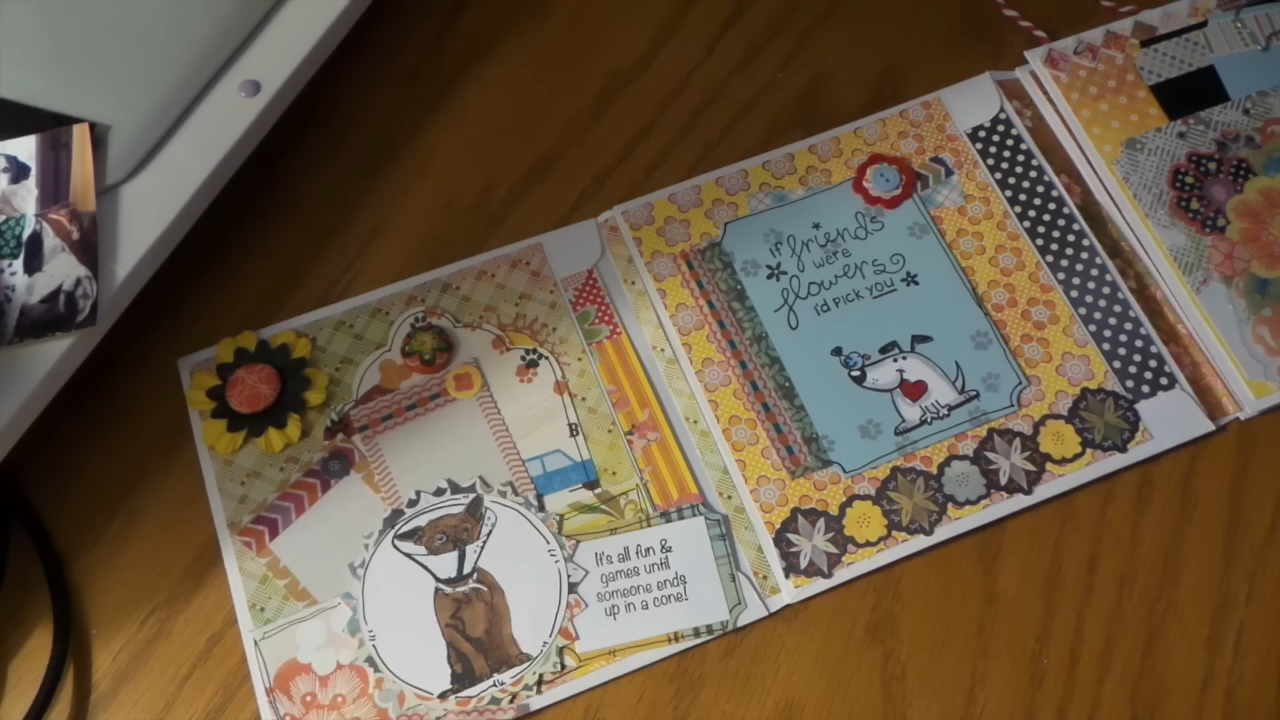 B
It's all fun &
games until
someone ends
up in a cone!
IF friends
were
flowers
I'D PICK YOU